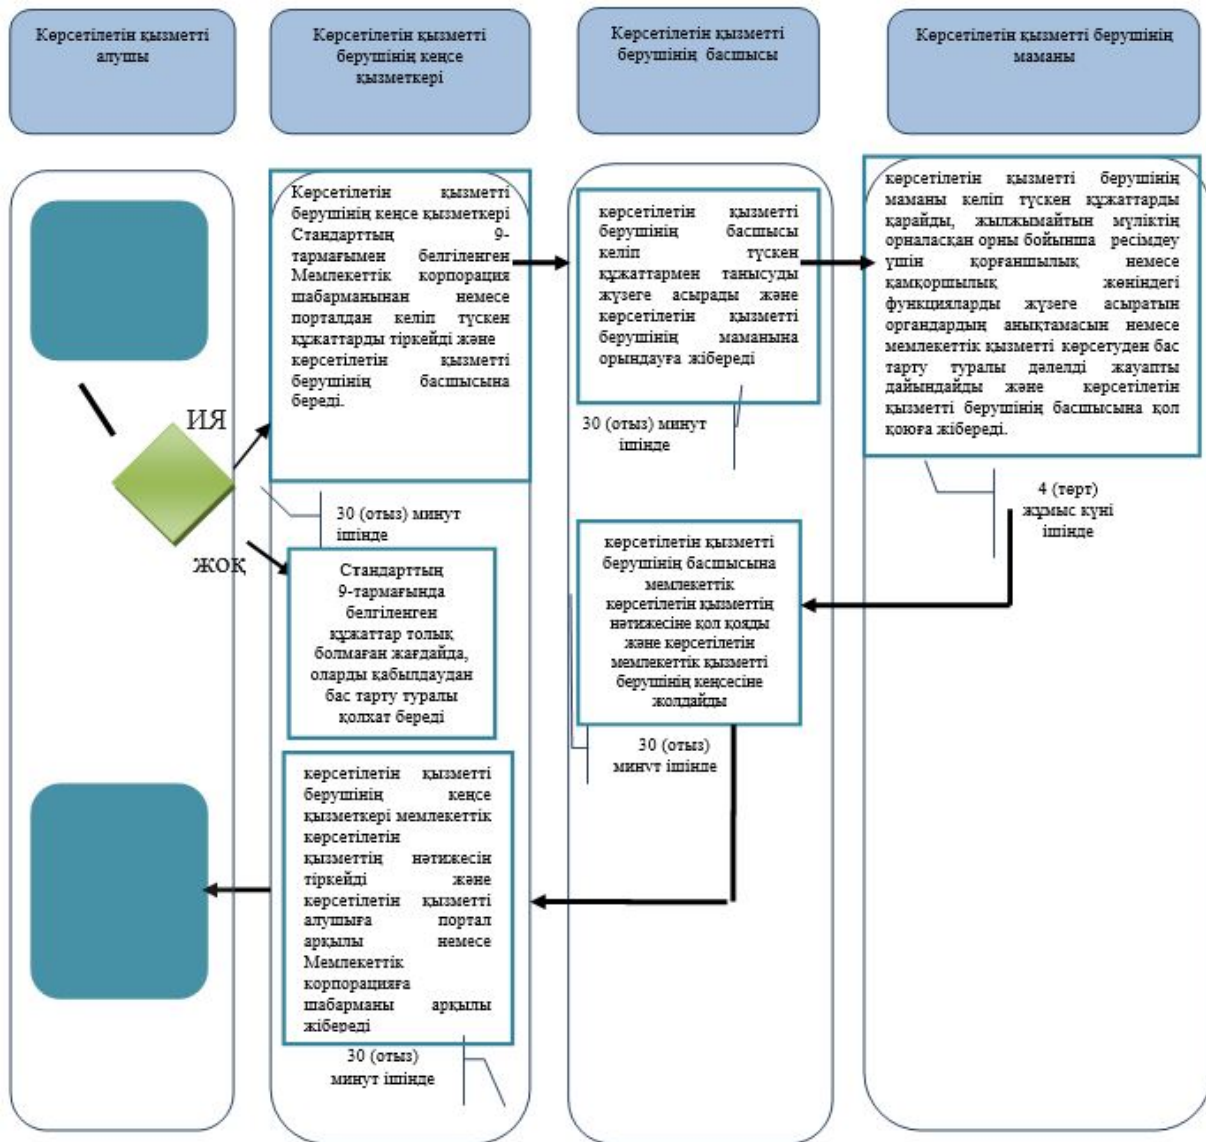 Көрсетілетін қызметті
алушы
Көрсетілетін қызметті
берушінің кеңсе
қызметкері
Көрсетілетін қызметті
берушінің басшысы
Көрсетілетін қызметті берушінің
маманы
Көрсетілетін қызметті
берушінің кеңсе қызметкері
Стандарттың 9-
тармағымен белгіленген
Мемлекеттік корпорация
шабарманынан немесе
порталдан келіп түскен
құжаттарды тіркейді және
көрсетілетін қызметті
берушінің басшысына
береді.
30 (отыз) минут
ішінде
көрсетілетін қызметті
берушінің басшысы
келіп түскен
құжаттармен танысуды
жүзеге асырады және
көрсетілетін қызметті
берушінің маманына
орындауға жібереді
30 (отыз) минут
ішінде
көрсетілетін қызметті берушінің
маманы келіп түскен құжаттарды
қарайды, жылжымайтын мүліктің
орналасқан орны бойынша ресімдеу
үшін қорғаншылық немесе
қамқоршылық жөніндегі
функцияларды жүзеге асыратын
органдардың анықтамасын немесе
мемлекеттік қызметті көрсетуден бас
тарту туралы дәлелді жауапты
дайындайды және көрсетілетін
қызметті берушінің басшысына қол
қоюға жібереді.
4 (төрт)
жұмыс күні
ішінде
ИЯ
ЖОҚ
Стандарттың
9-тармағында
белгіленген
құжаттар толық
болмаған жағдайда,
оларды қабылдаудан
бас тарту туралы
қолхат береді
көрсетілетін қызметті
берушінің басшысына
мемлекеттік
көрсетілетін қызметтің
нәтижесіне қол қояды
және көрсетілетін
мемлекеттік қызметті
берушінің кеңсесіне
жолдайды
30 (отыз)
минут ішінде
көрсетілетін қызметті
берушінің кеңсе
қызметкері мемлекеттік
көрсетілетін
қызметтің нәтижесін
тіркейді және
көрсетілетін қызметті
алушыға портал
арқылы немесе
Мемлекеттік
корпорацияға
шабарманы арқылы
жібереді
30 (отыз)
минут ішінде